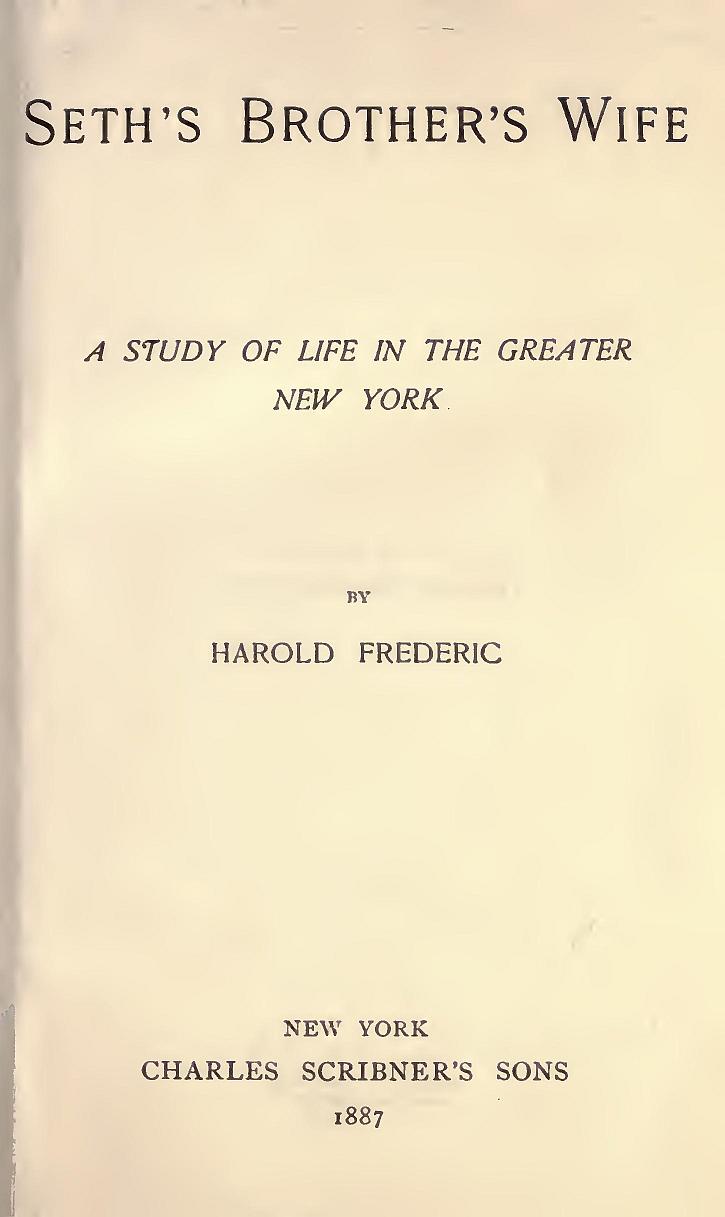 SETH'S BROTHER'S WIFE
A STUDY OF LIFE IN THE GREATER
NEW YORK.
BY
HAROLD FREDERIC
NEW YORK
CHARLES SCRIBNER'S SONS
1887